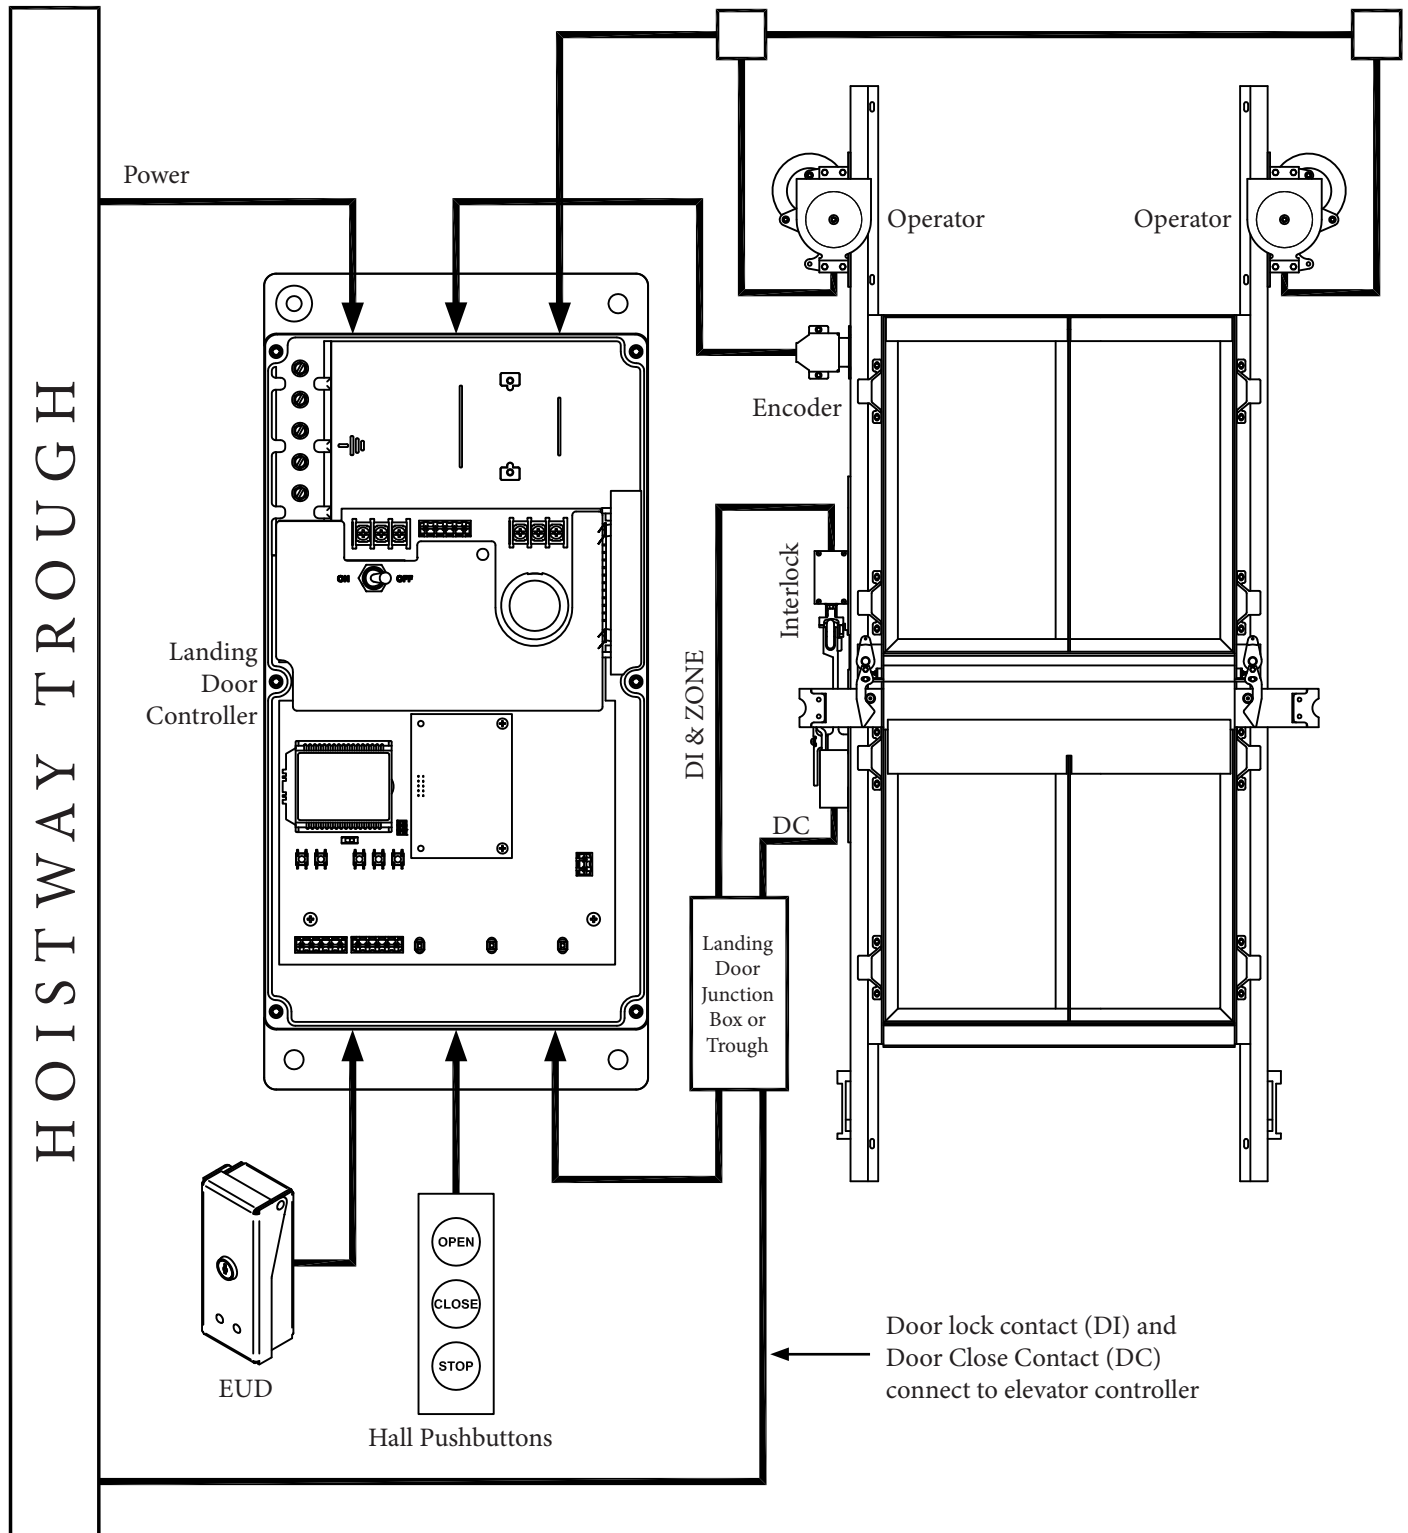 HOISTWAY TROUGH
Power
Operator
Operator
Encoder
ON
OFF
Interlock
Landing
Door
Controller
DI & ZONE
DC
Landing
Door
Junction
Box or
Trough
OPEN
CLOSE
STOP
EUD
Hall Pushbuttons
Door lock contact (DI) and
Door Close Contact (DC)
connect to elevator controller